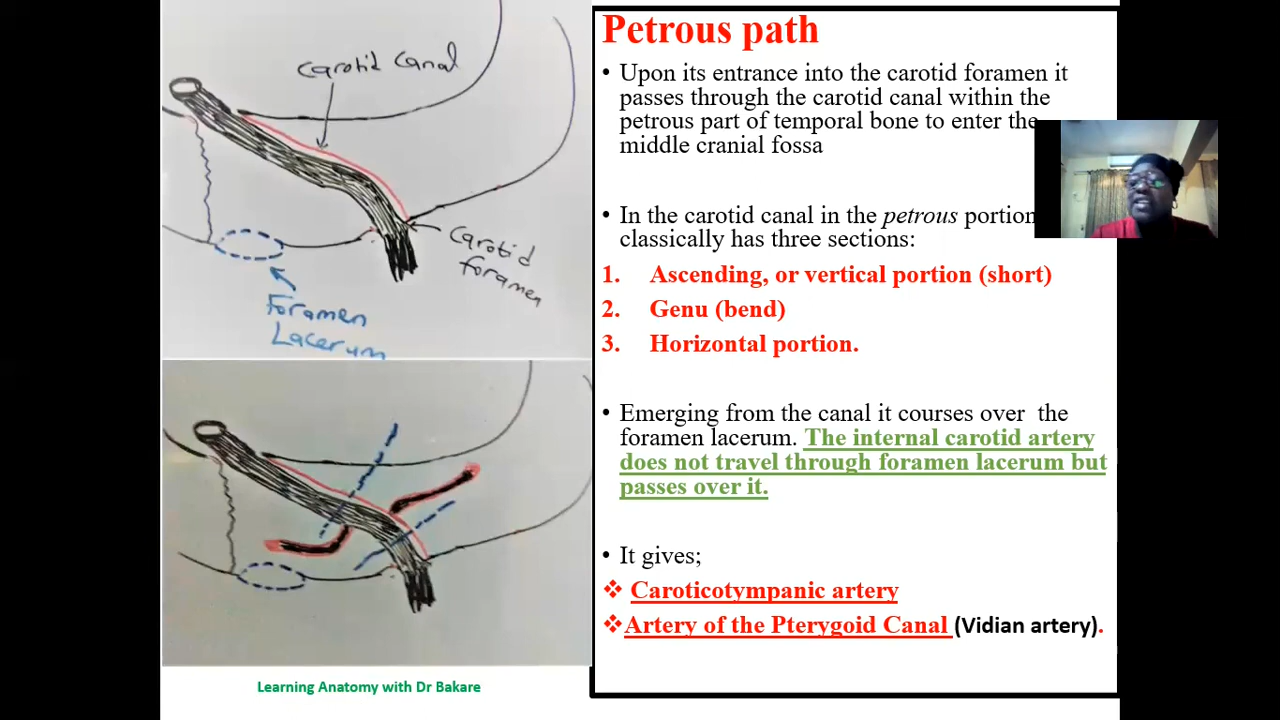 Carotid Canal
Carotid
foramen
Foramen
Lacerum
Learning Anatomy with Dr Bakare
Petrous path
• Upon its entrance into the carotid foramen it
passes through the carotid canal within the
petrous part of temporal bone to enter the
middle cranial fossa
• In the carotid canal in the petrous portion
classically has three sections:
1. Ascending, or vertical portion (short)
2. Genu (bend)
3. Horizontal portion.
• Emerging from the canal it courses over the
foramen lacerum. The internal carotid artery
does not travel through foramen lacerum but
passes over it.
• It gives;
❖ Caroticotympanic artery
❖Artery of the Pterygoid Canal (Vidian artery).